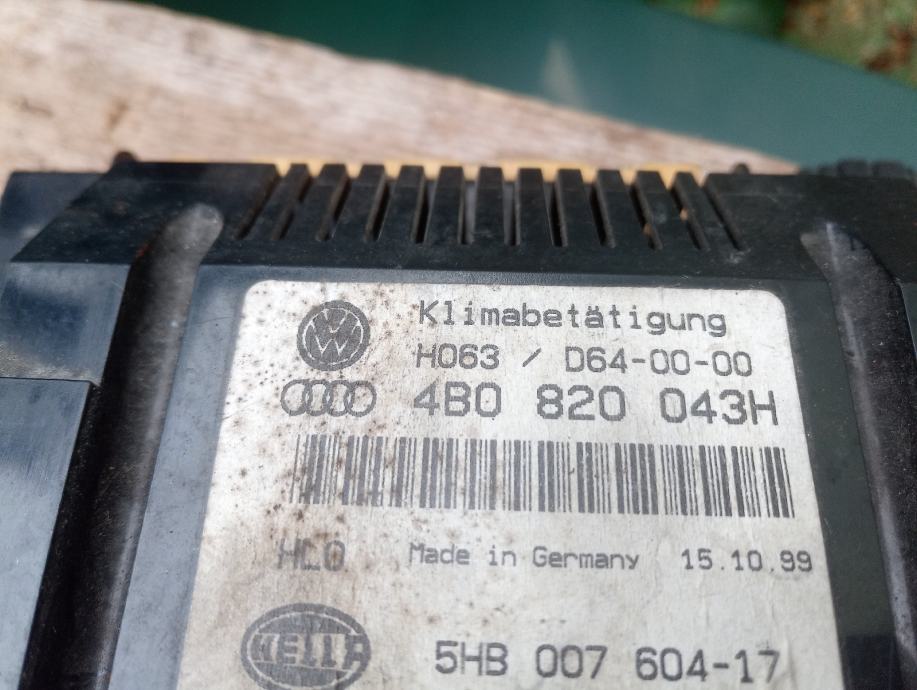 Klimabetätigung
H063 / D64-00-00
4B0 820 043H
HLO Made in Germany 15.10.99
HELLA 5HB 007 604-17